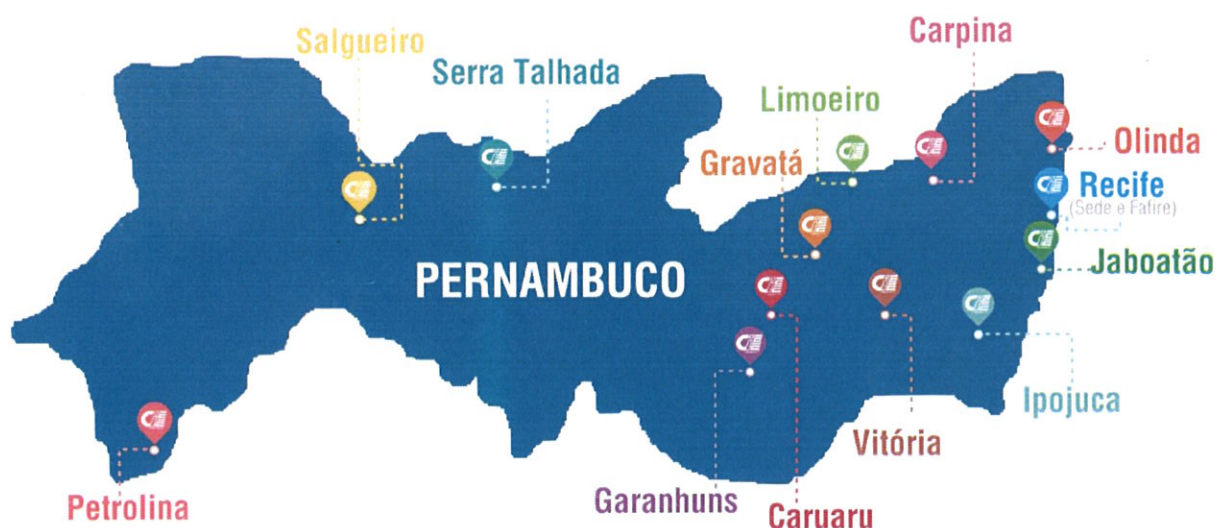 Carpina
Salgueiro
Serra Talhada
Limoeiro
Olinda
Gravatá
Recife
(Sede e Fafire)
Jaboatão
PERNAMBUCO
Ipojuca
Vitória
Garanhuns
Petrolina
Caruaru